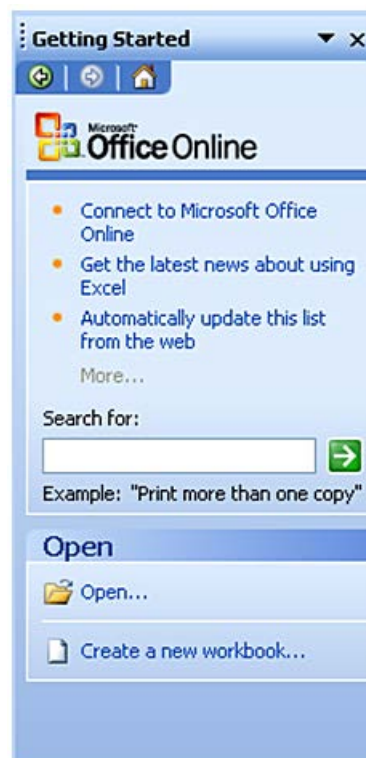 Getting Started
Microsoft
Office Online
Connect to Microsoft Office
Online
Get the latest news about using
Excel
Automatically update this list
from the web
More...
Search for:
Example: "Print more than one copy"
Open
Open...
Create a new workbook...